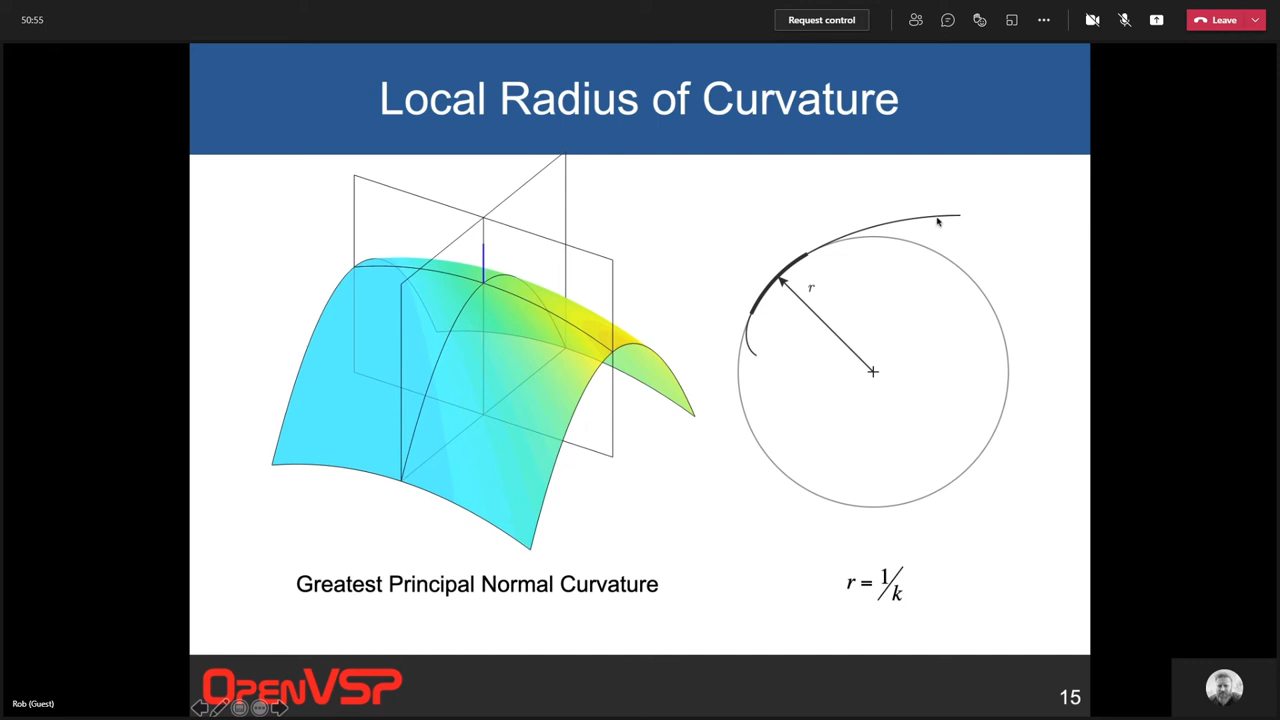 50:55
Request control
Leave
Local Radius of Curvature
r
Greatest Principal Normal Curvature
r = 1/k
OPENVSP
15
Rob (Guest)